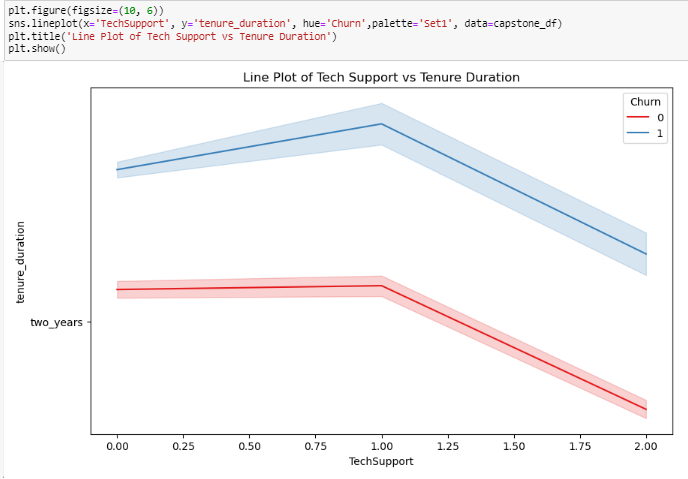 plt.figure(figsize=(10, 6))
sns.lineplot(x='TechSupport', y='tenure_duration', hue='Churn',palette='Set1', data=capstone_df)
plt.title('Line Plot of Tech Support vs Tenure Duration')
plt.show()
Line Plot of Tech Support vs Tenure Duration
Churn
0
1
tenure_duration
two_years
0.00 0.25 0.50 0.75 1.00 1.25 1.50 1.75 2.00
TechSupport